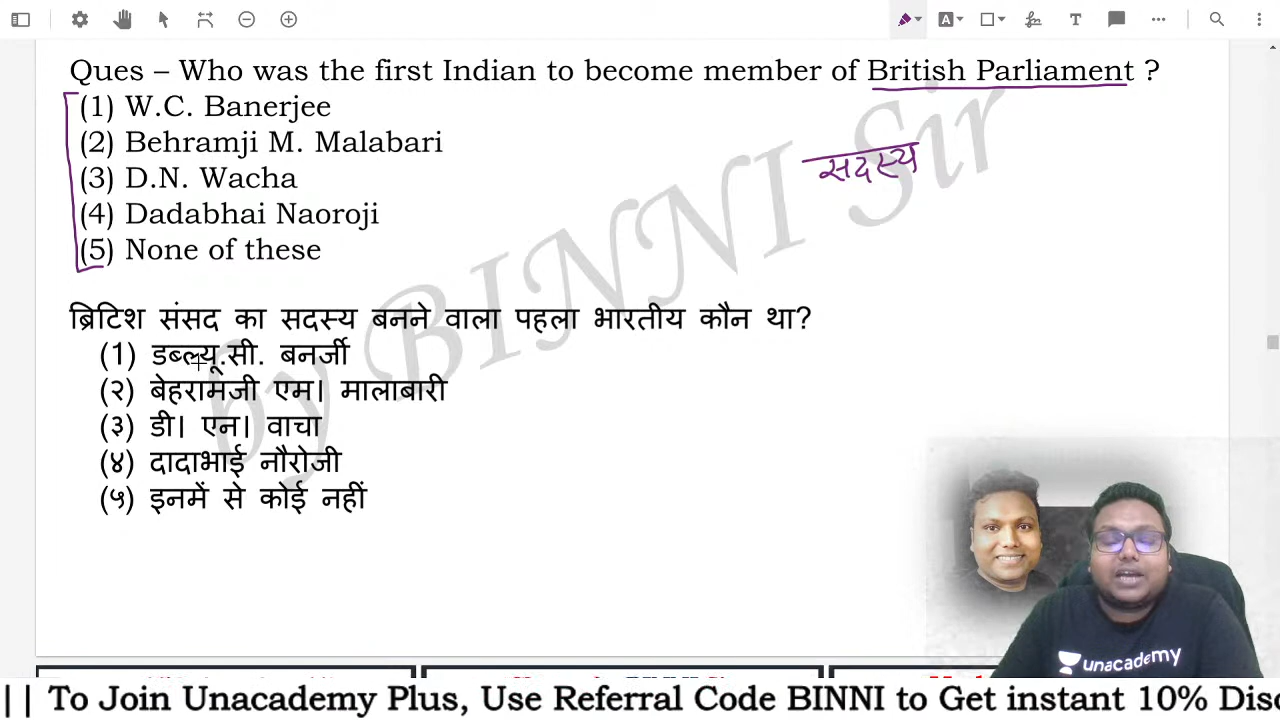 Ques – Who was the first Indian to become member of British Parliament ?
(1) W.C. Banerjee
(2) Behramji M. Malabari
(3) D.N. Wacha
(4) Dadabhai Naoroji
(5) None of these
सदस्य
by BINNI Sir
ब्रिटिश संसद का सदस्य बनने वाला पहला भारतीय कौन था?
(1) डब्ल्यू.सी. बनर्जी
(२) बेहरामजी एम। मालाबारी
(३) डी। एन। वाचा
(४) दादाभाई नौरोजी
(५) इनमें से कोई नहीं
unacademy
|| To Join Unacademy Plus, Use Referral Code BINNI to Get instant 10% Disc